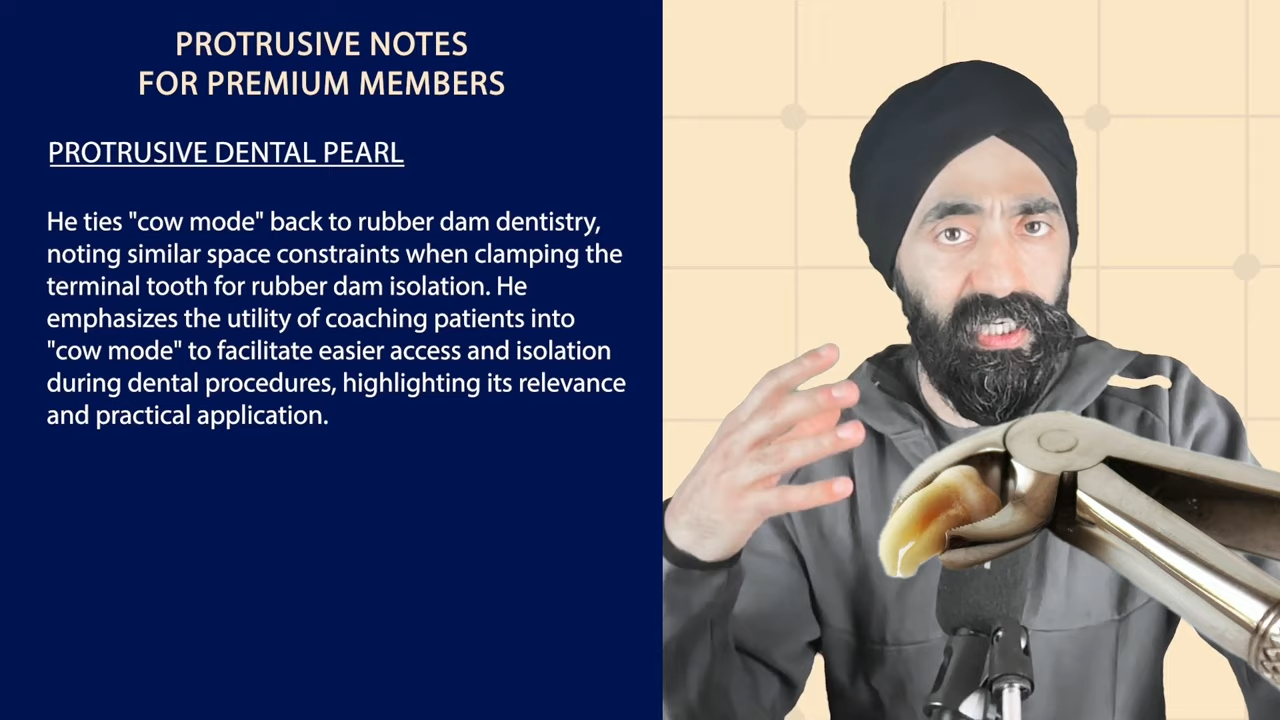 PROTRUSIVE NOTES
FOR PREMIUM MEMBERS
PROTRUSIVE DENTAL PEARL
He ties "cow mode" back to rubber dam dentistry,
noting similar space constraints when clamping the
terminal tooth for rubber dam isolation. He
emphasizes the utility of coaching patients into
"cow mode" to facilitate easier access and isolation
during dental procedures, highlighting its relevance
and practical application.